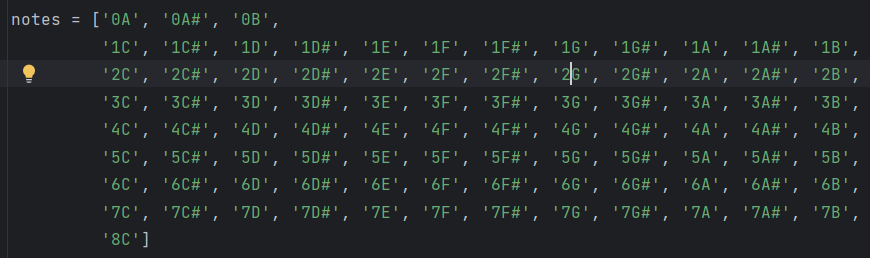 notes = ['0A', '0A#', '0B',
'1C', '1C#', '1D', '1D#', '1E', '1F', '1F#', '1G', '1G#', '1A', '1A#', '1B',
'2C', '2C#', '2D', '2D#', '2E', '2F', '2F#', '2G', '2G#', '2A', '2A#', '2B',
'3C', '3C#', '3D', '3D#', '3E', '3F', '3F#', '3G', '3G#', '3A', '3A#', '3B',
'4C', '4C#', '4D', '4D#', '4E', '4F', '4F#', '4G', '4G#', '4A', '4A#', '4B',
'5C', '5C#', '5D', '5D#', '5E', '5F', '5F#', '5G', '5G#', '5A', '5A#', '5B',
'6C', '6C#', '6D', '6D#', '6E', '6F', '6F#', '6G', '6G#', '6A', '6A#', '6B',
'7C', '7C#', '7D', '7D#', '7E', '7F', '7F#', '7G', '7G#', '7A', '7A#', '7B',
'8C']